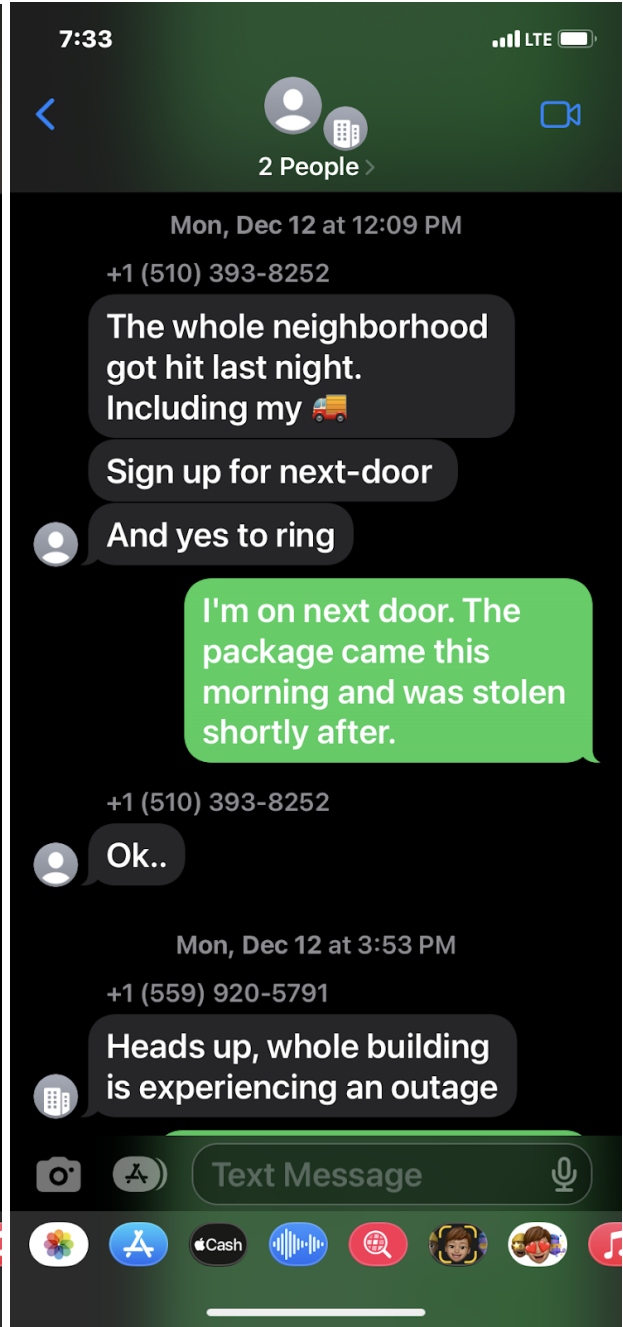 7:33
LTE
2 People
Mon, Dec 12 at 12:09 PM
+1 (510) 393-8252
The whole neighborhood
got hit last night.
Including my 🚚
Sign up for next-door
And yes to ring
I'm on next door. The
package came this
morning and was stolen
shortly after.
+1 (510) 393-8252
Ok..
Mon, Dec 12 at 3:53 PM
+1 (559) 920-5791
Heads up, whole building
is experiencing an outage
Text Message
Cash